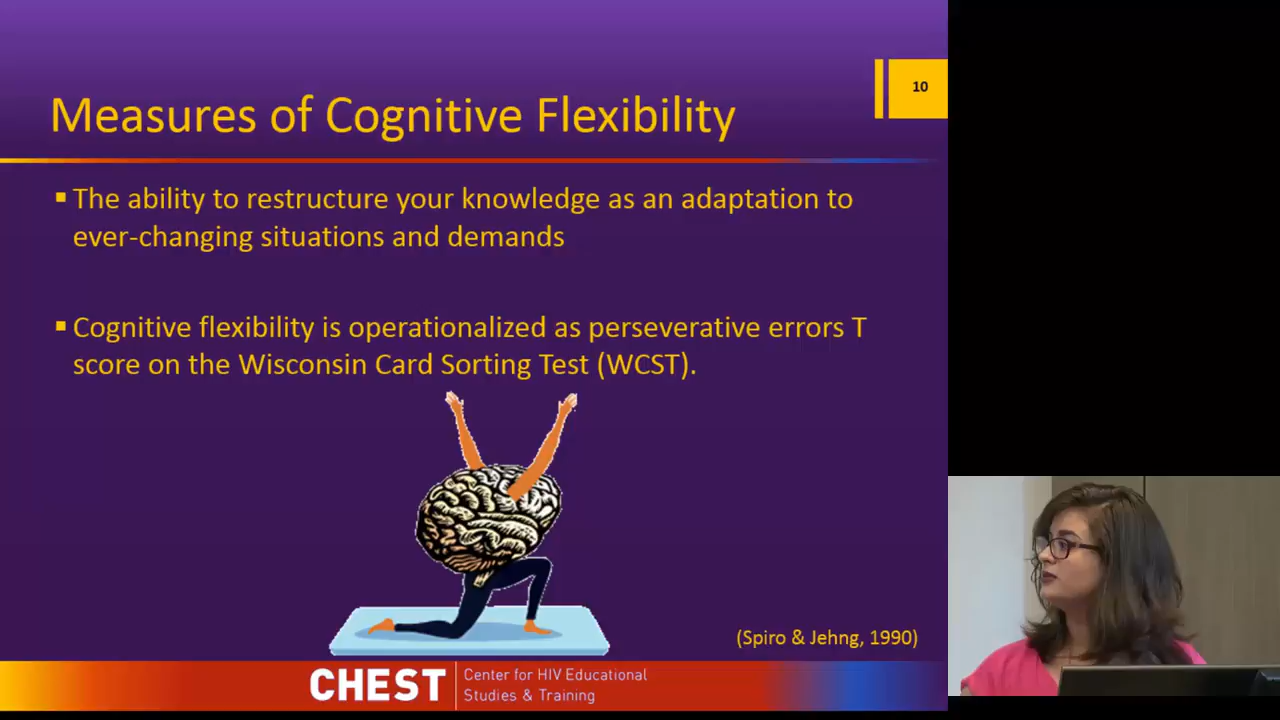 10
Measures of Cognitive Flexibility
▪ The ability to restructure your knowledge as an adaptation to
ever-changing situations and demands
▪ Cognitive flexibility is operationalized as perseverative errors T
score on the Wisconsin Card Sorting Test (WCST).
(Spiro & Jehng, 1990)
CHEST
Center for HIV Educational
Studies & Training